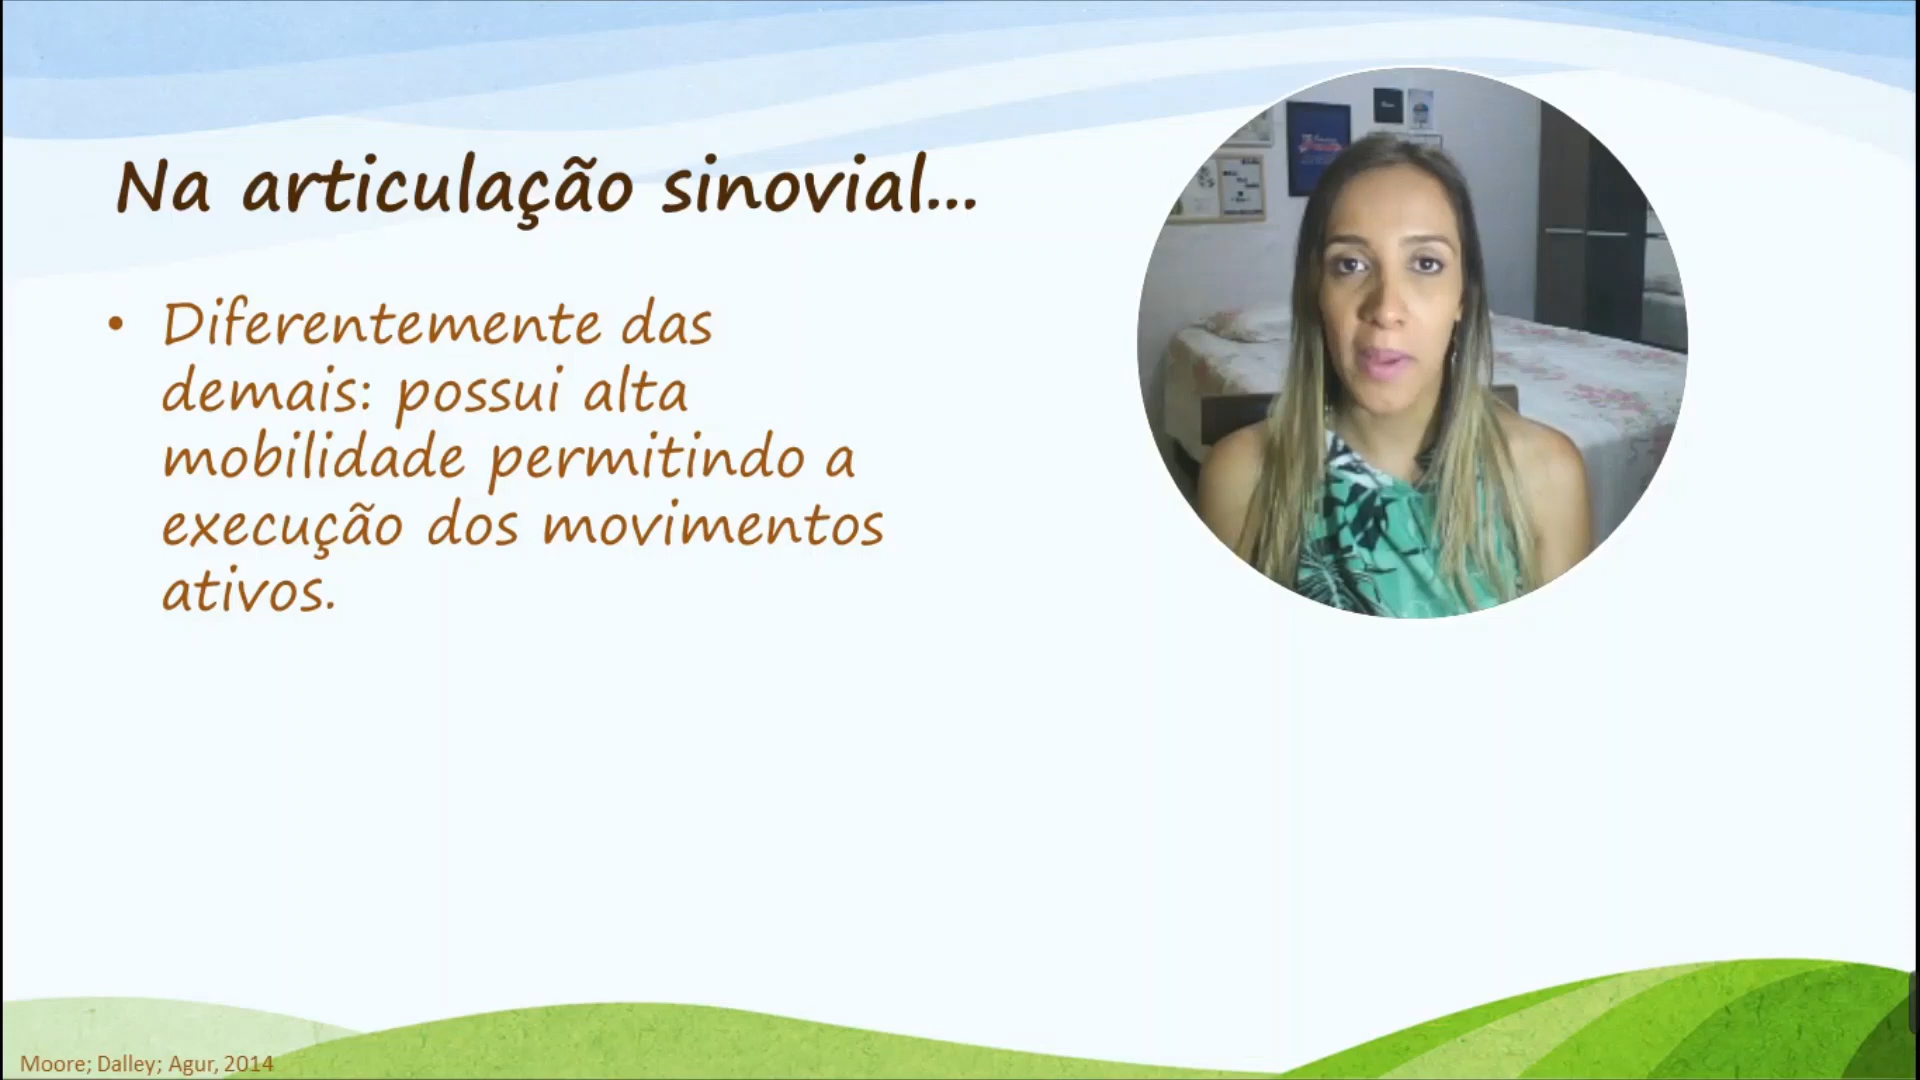 Na articulação sinovial...
• Diferentemente das
demais: possui alta
mobilidade permitindo a
execução dos movimentos
ativos.
Moore; Dalley; Agur, 2014